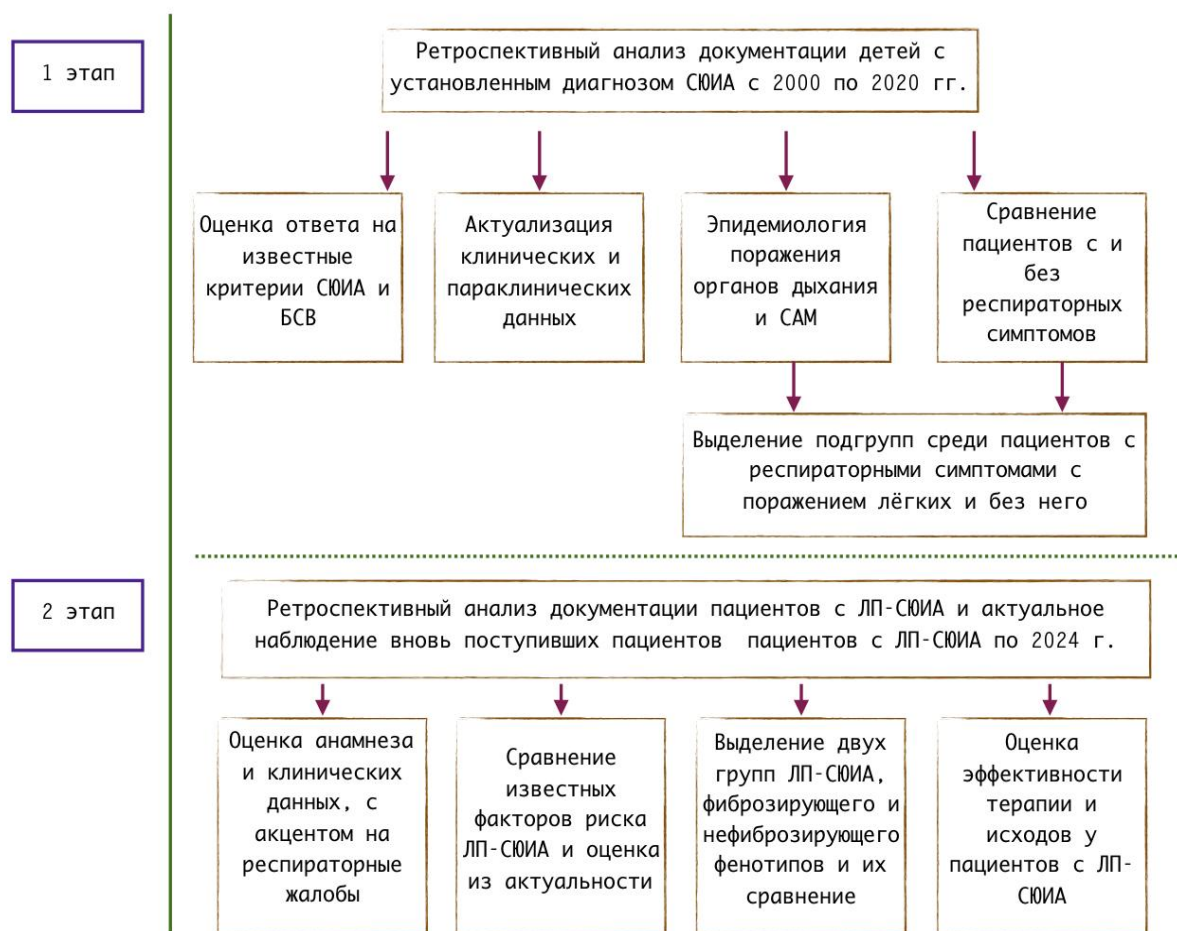 1 этап
Ретроспективный анализ документации детей с
установленным диагнозом СЮИА с 2000 по 2020 гг.
Оценка ответа на
известные
критерии СЮИА и
БСВ
Актуализация
клинических и
параклинических
данных
Эпидемиология
поражения
органов дыхания
и САМ
Сравнение
пациентов с и
без
респираторных
симптомов
Выделение подгрупп среди пациентов с
респираторными симптомами с
поражением лёгких и без него
2 этап
Ретроспективный анализ документации пациентов с ЛП-СЮИА и актуальное
наблюдение вновь поступивших пациентов пациентов с ЛП-СЮИА по 2024 г.
Оценка анамнеза
и клинических
данных, с
акцентом на
респираторные
жалобы
Сравнение
известных
факторов риска
ЛП-СЮИА и оценка
из актуальности
Выделение двух
групп ЛП-СЮИА,
фиброзирующего и
нефиброзирующего
фенотипов и их
сравнение
Оценка
эффективности
терапии и
исходов у
пациентов с ЛП-
СЮИА